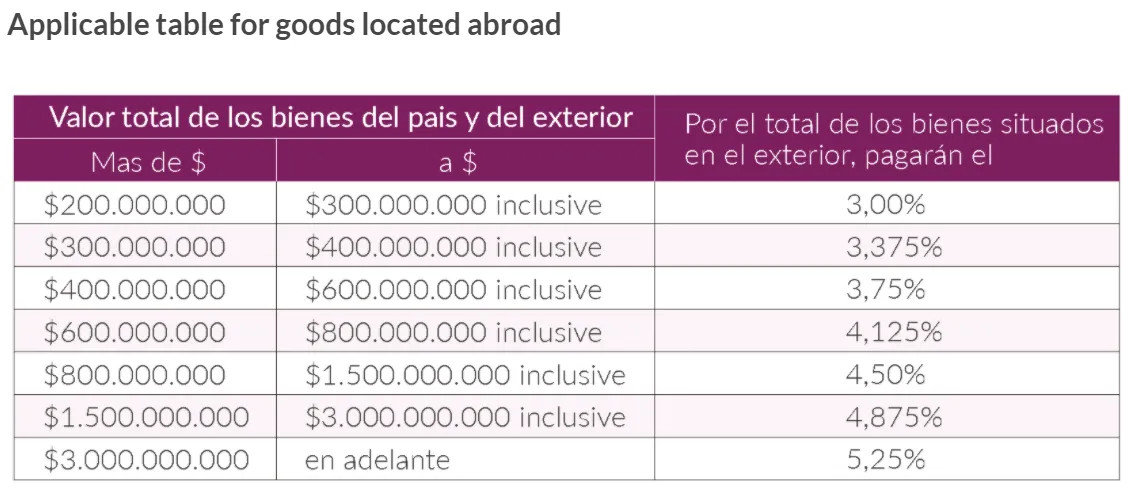 Applicable table for goods located abroad
Valor total de los bienes del pais y del exterior
Por el total de los bienes situados
en el exterior, pagarán el
Mas de $ a $
$200.000.000 $300.000.000 inclusive 3,00%
$300.000.000 $400.000.000 inclusive 3,375%
$400.000.000 $600.000.000 inclusive 3,75%
$600.000.000 $800.000.000 inclusive 4,125%
$800.000.000 $1.500.000.000 inclusive 4,50%
$1.500.000.000 $3.000.000.000 inclusive 4,875%
$3.000.000.000 en adelante 5,25%